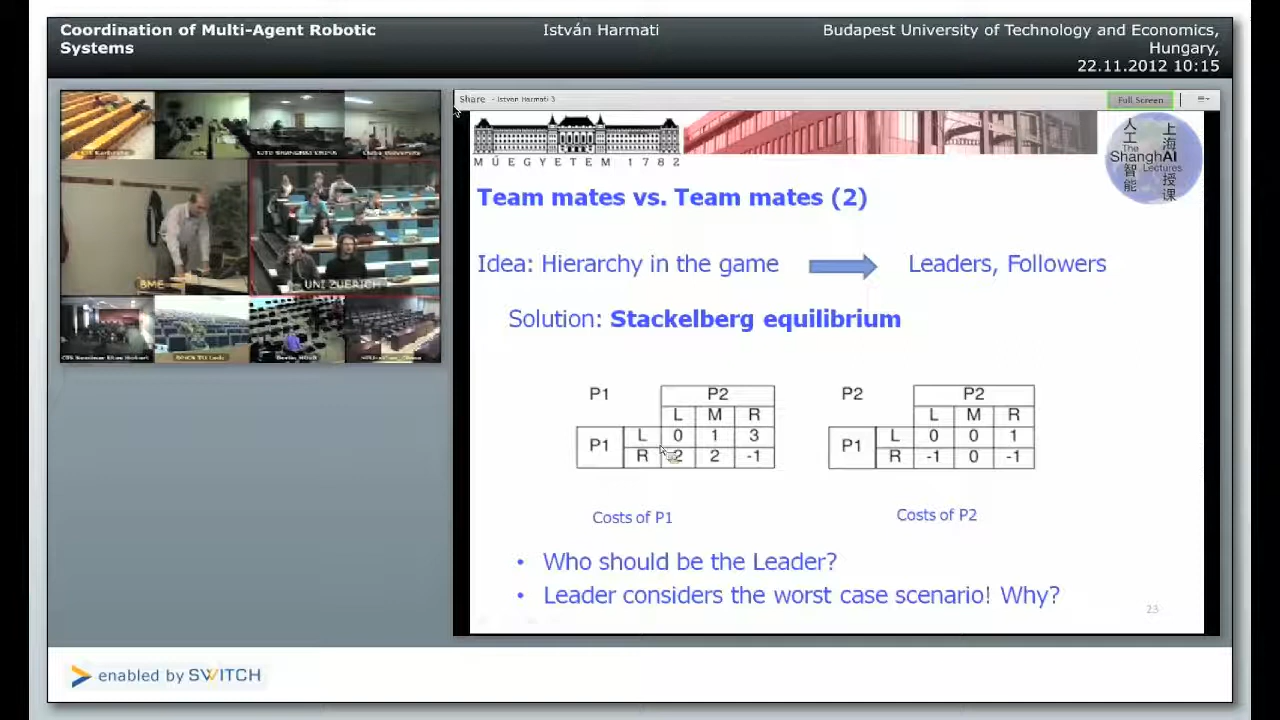 Coordination of Multi-Agent Robotic
Systems
István Harmati
Budapest University of Technology and Economics,
Hungary,
22.11.2012 10:15
Share - Istvan Harmati 3
Full Screen
BME
UNI ZUERICH
MŰEGYETEM 1782
人工智能
上海授课
The
ShanghAI
Lectures
Team mates vs. Team mates (2)
Idea: Hierarchy in the game
Leaders, Followers
Solution: Stackelberg equilibrium
P1 P2
L M R
P1 L 0 1 3
R 2 2 -1
Costs of P1
P2 P2
L M R
P1 L 0 0 1
R -1 0 -1
Costs of P2
• Who should be the Leader?
• Leader considers the worst case scenario! Why?
23
enabled by SWITCH